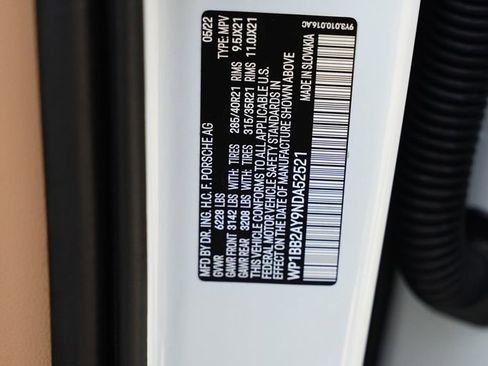 MFD BY DR. ING. H.C. F. PORSCHE AG 05/22
GVWR 6228 LBS TYPE: MPV
GAWR FRONT 3142 LBS WITH TIRES 285/40R21 RIMS 9.5JX21
GAWR REAR 3208 LBS WITH TIRES 315/35R21 RIMS 11.0JX21
THIS VEHICLE CONFORMS TO ALL APPLICABLE U.S.
FEDERAL MOTOR VEHICLE SAFETY STANDARDS IN
EFFECT ON THE DATE OF MANUFACTURE SHOWN ABOVE
WP1BB2AY9NDA52521
MADE IN SLOVAKIA
9Y3.010.016.AC